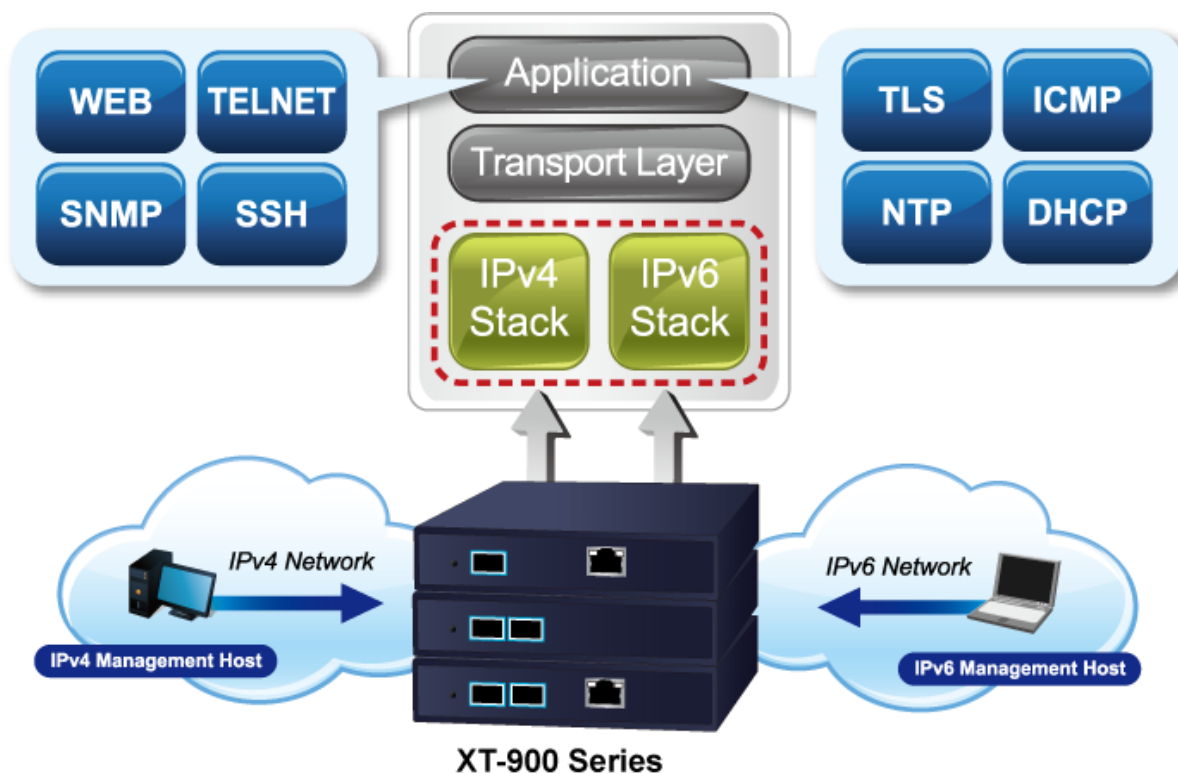 WEB
TELNET
SNMP
SSH
Application
Transport Layer
IPv4
Stack
IPv6
Stack
TLS
ICMP
NTP
DHCP
IPv4 Network
IPv4 Management Host
IPv6 Network
IPv6 Management Host
XT-900 Series